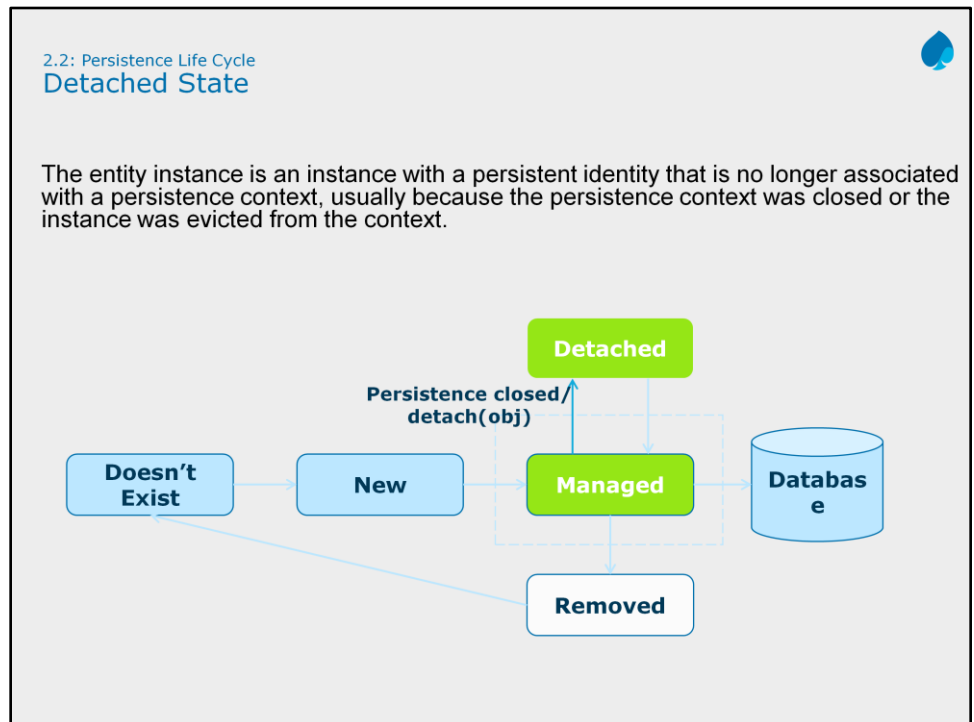 2.2: Persistence Life Cycle
Detached State
The entity instance is an instance with a persistent identity that is no longer associated
with a persistence context, usually because the persistence context was closed or the
instance was evicted from the context.
Detached
Persistence closed/
detach(obj)
Doesn't
Exist
New
Managed
Databas
e
Removed